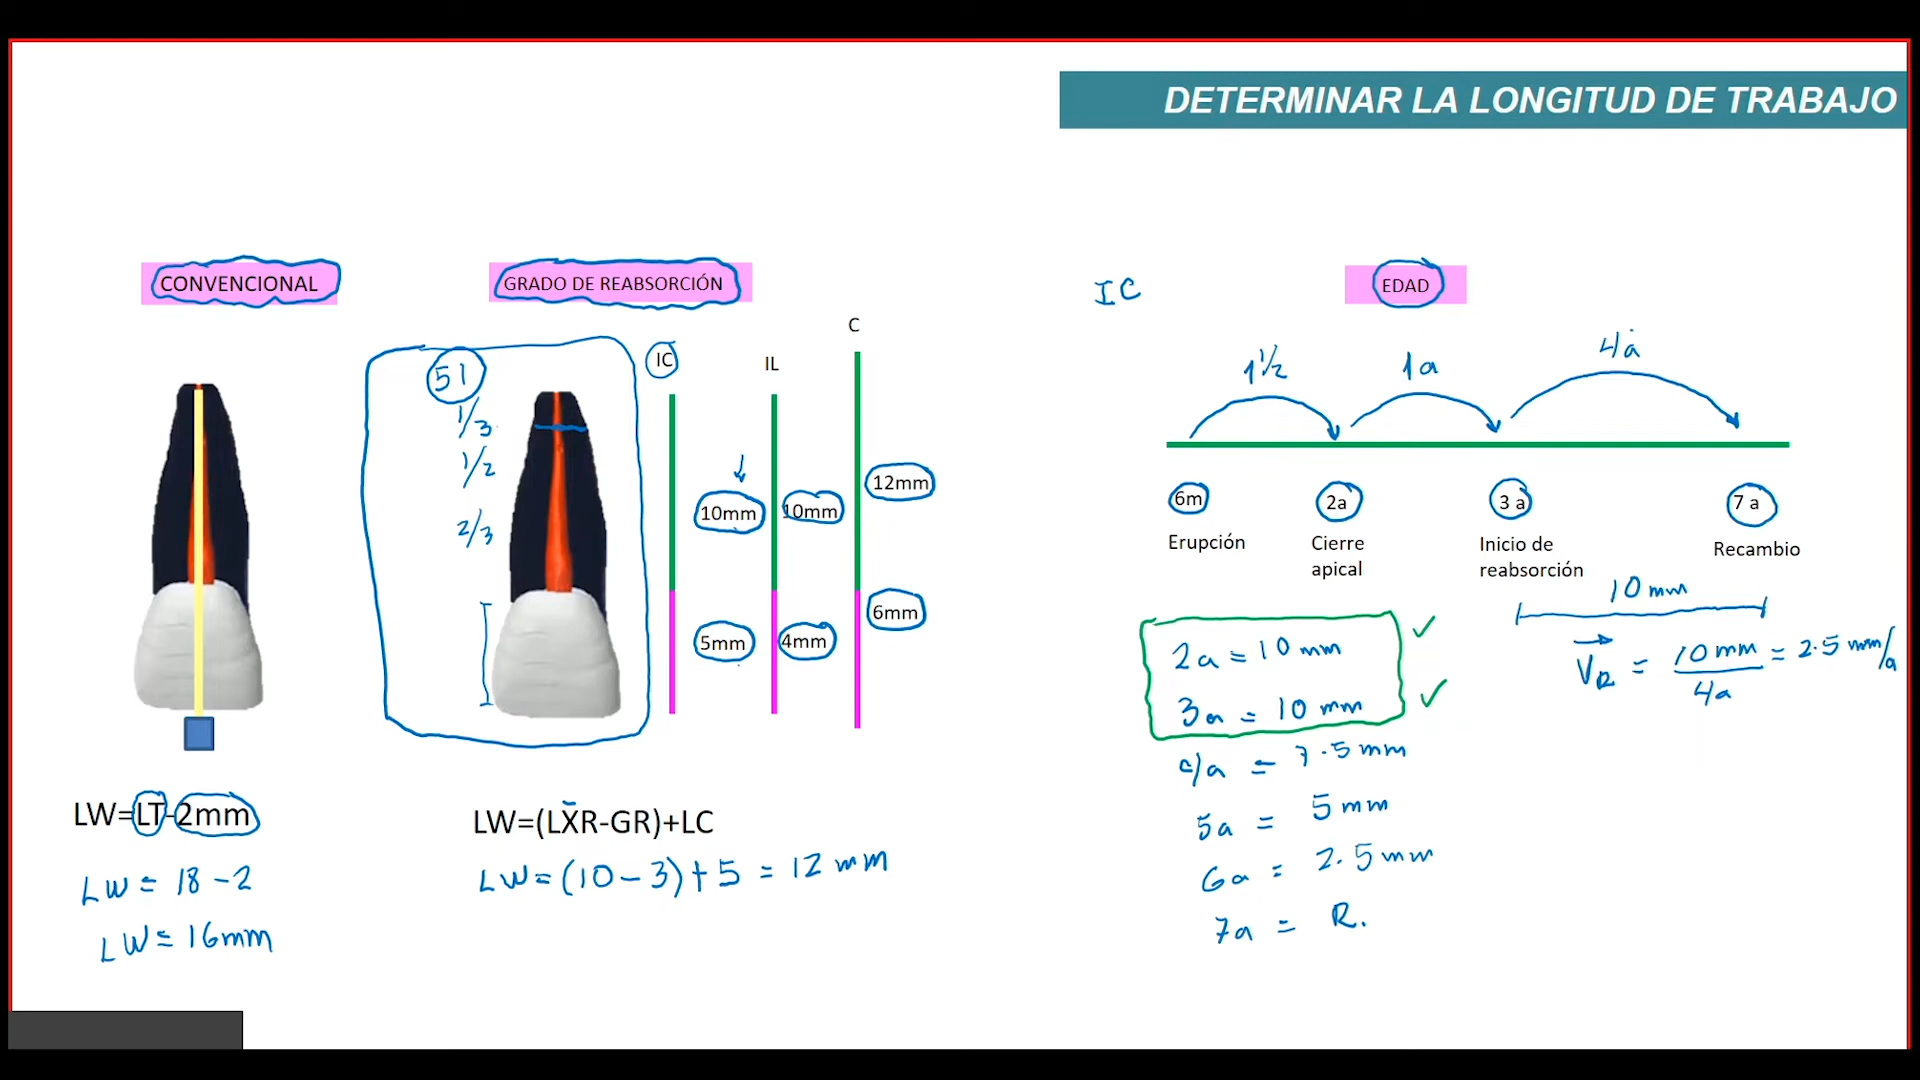 DETERMINAR LA LONGITUD DE TRABAJO
CONVENCIONAL
LW=LT-2mm
LW = 18 - 2
LW = 16mm
GRADO DE REABSORCIÓN
51
1/3
1/2
2/3
IC
IL
C
10mm
10mm
12mm
5mm
4mm
6mm
LW=(LX̄R-GR)+LC
LW = (10 - 3) + 5 = 12 mm
IC
EDAD
1 1/2
1a
4a
6m
2a
3 a
7 a
Erupción
Cierre
apical
Inicio de
reabsorción
Recambio
10 mm
VR = 10 mm / 4a = 2.5 mm/a
2a = 10 mm
3a = 10 mm
= 7.5 mm
5a = 5 mm
6a = 2.5 mm
7a = R.